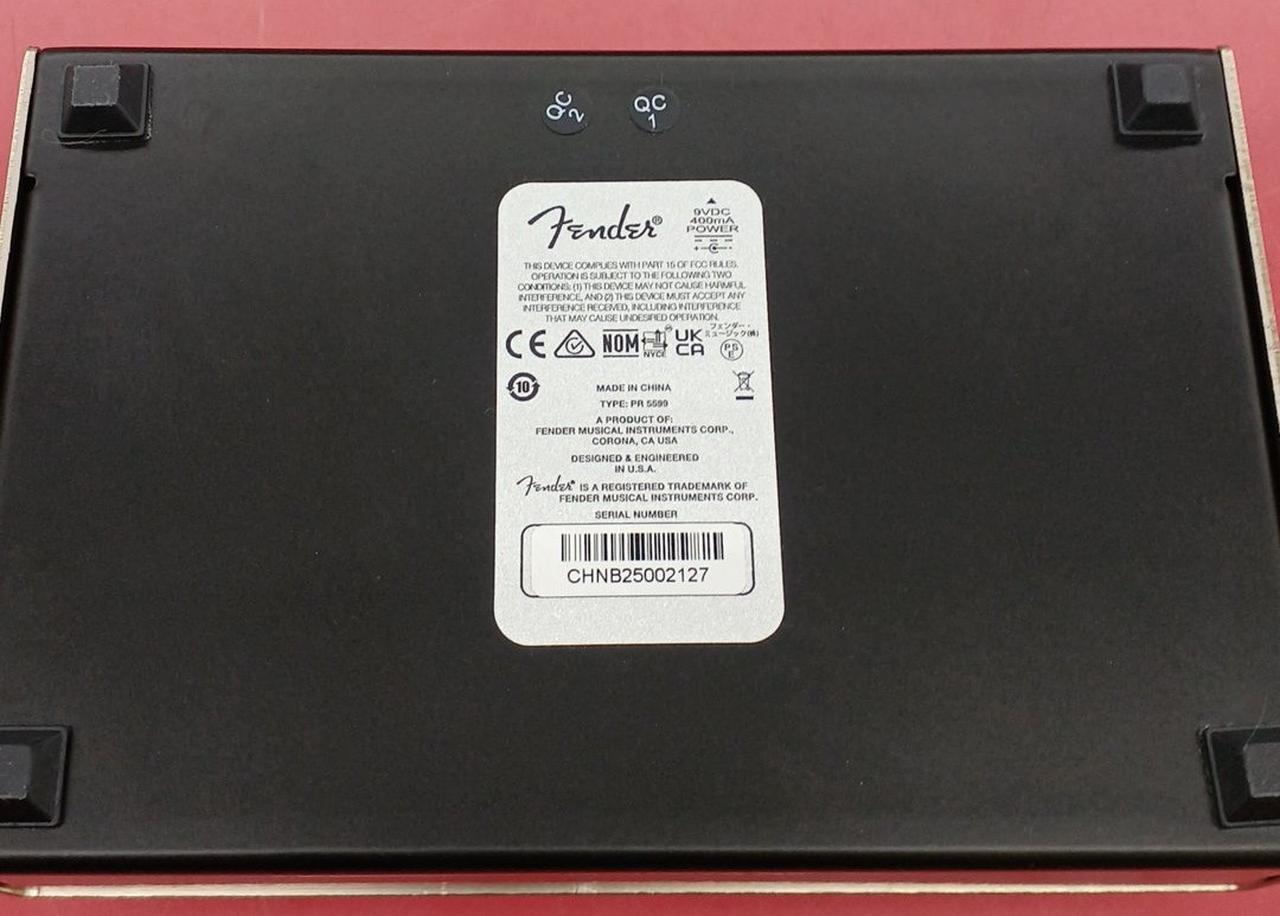 QC
2
QC
1
Fender®
9VDC
400mA
POWER
THIS DEVICE COMPLIES WITH PART 15 OF FCC RULES.
OPERATION IS SUBJECT TO THE FOLLOWING TWO
CONDITIONS: (1) THIS DEVICE MAY NOT CAUSE HARMFUL
INTERFERENCE, AND (2) THIS DEVICE MUST ACCEPT ANY
INTERFERENCE RECEIVED, INCLUDING INTERFERENCE
THAT MAY CAUSE UNDESIRED OPERATION.
CE NOM NYCE UK CA
フェンダー・
ミュージック(株)
PS E
10
MADE IN CHINA
TYPE: PR 5599
A PRODUCT OF:
FENDER MUSICAL INSTRUMENTS CORP.,
CORONA, CA USA
DESIGNED & ENGINEERED
IN U.S.A.
Fender® IS A REGISTERED TRADEMARK OF
FENDER MUSICAL INSTRUMENTS CORP.
SERIAL NUMBER
CHNB25002127